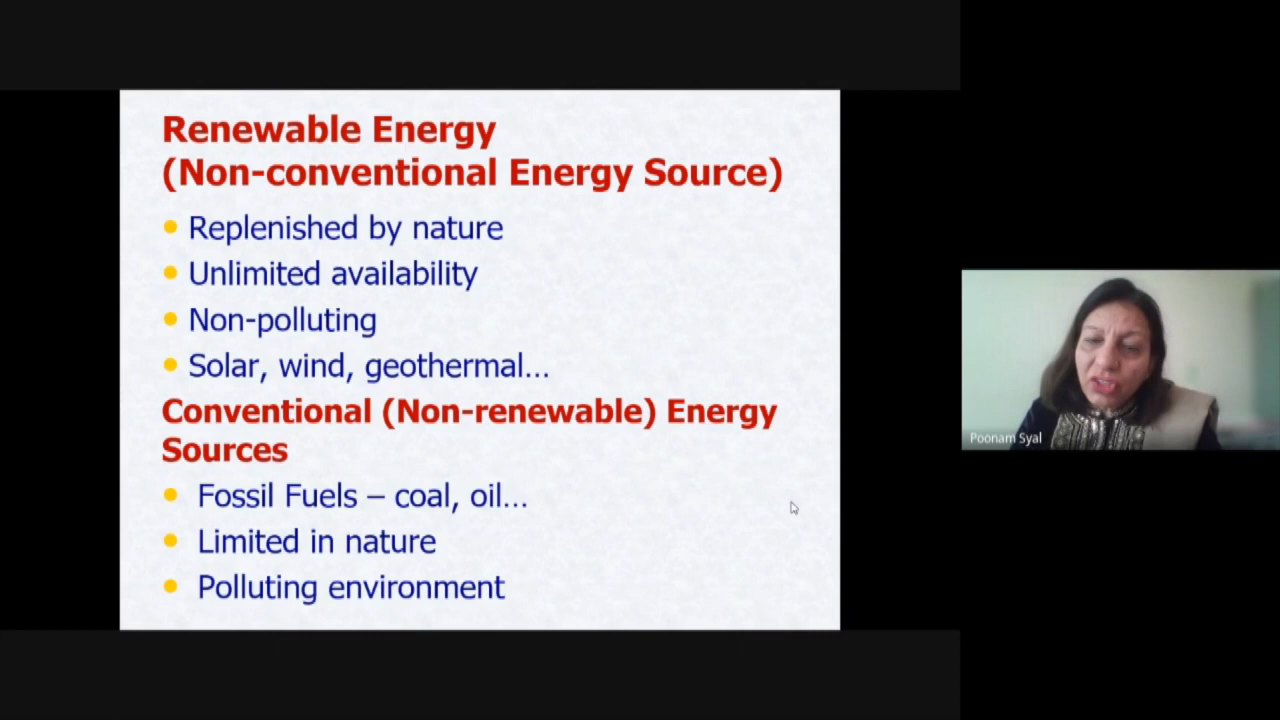 Renewable Energy
(Non-conventional Energy Source)
Replenished by nature
Unlimited availability
Non-polluting
Solar, wind, geothermal...
Conventional (Non-renewable) Energy
Sources
Fossil Fuels – coal, oil...
Limited in nature
Polluting environment
Poonam Syal